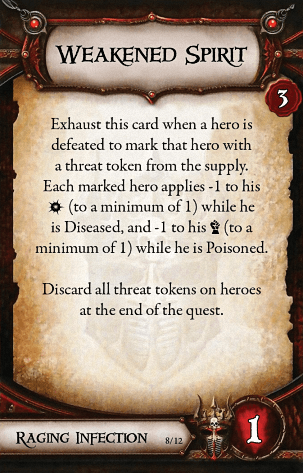 Weakened Spirit
3
Exhaust this card when a hero is
defeated to mark that hero with
a threat token from the supply.
Each marked hero applies -1 to his
(to a minimum of 1) while he
is Diseased, and -1 to his (to a
minimum of 1) while he is Poisoned.
Discard all threat tokens on heroes
at the end of the quest.
Raging Infection 8/12
1